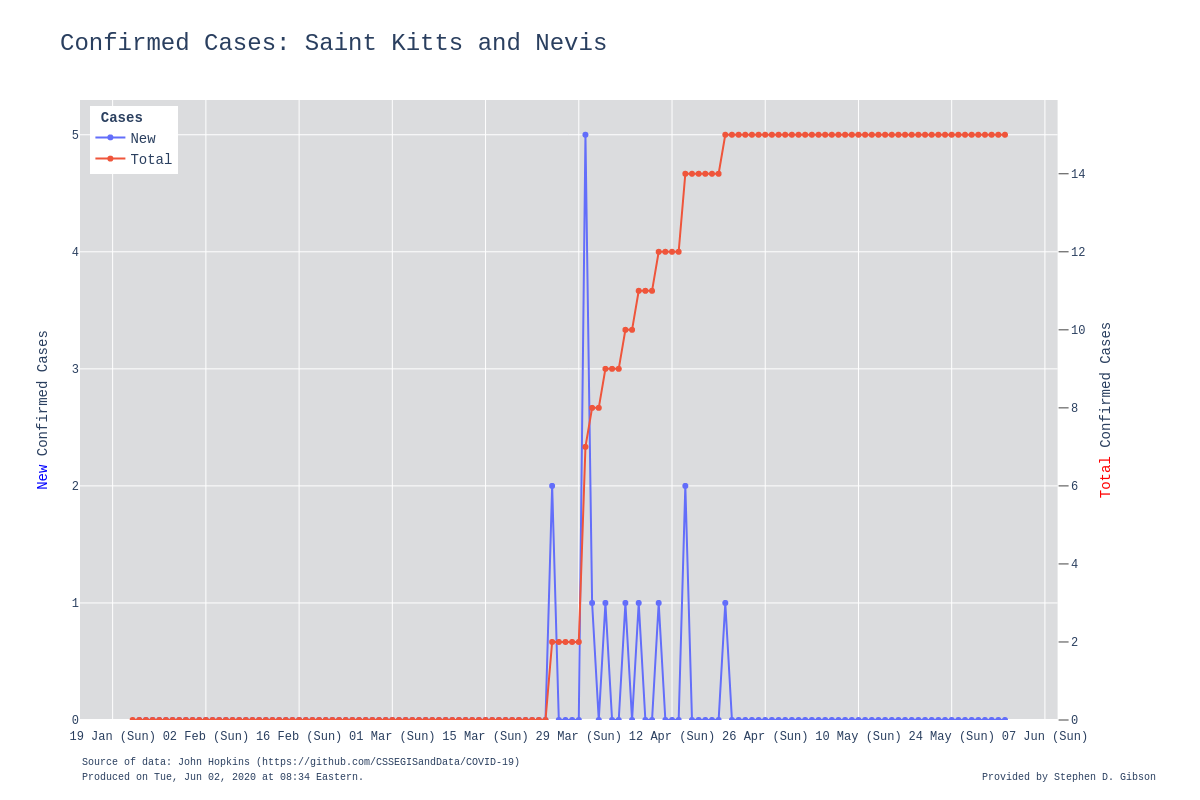 Confirmed Cases: Saint Kitts and Nevis
Cases
New
Total
5
4
3
2
1
0
New Confirmed Cases
14
12
10
8
6
4
2
0
Total Confirmed Cases
19 Jan (Sun) 02 Feb (Sun) 16 Feb (Sun) 01 Mar (Sun) 15 Mar (Sun) 29 Mar (Sun) 12 Apr (Sun) 26 Apr (Sun) 10 May (Sun) 24 May (Sun) 07 Jun (Sun)
Source of data: John Hopkins (https://github.com/CSSEGISandData/COVID-19)
Produced on Tue, Jun 02, 2020 at 08:34 Eastern.
Provided by Stephen D. Gibson